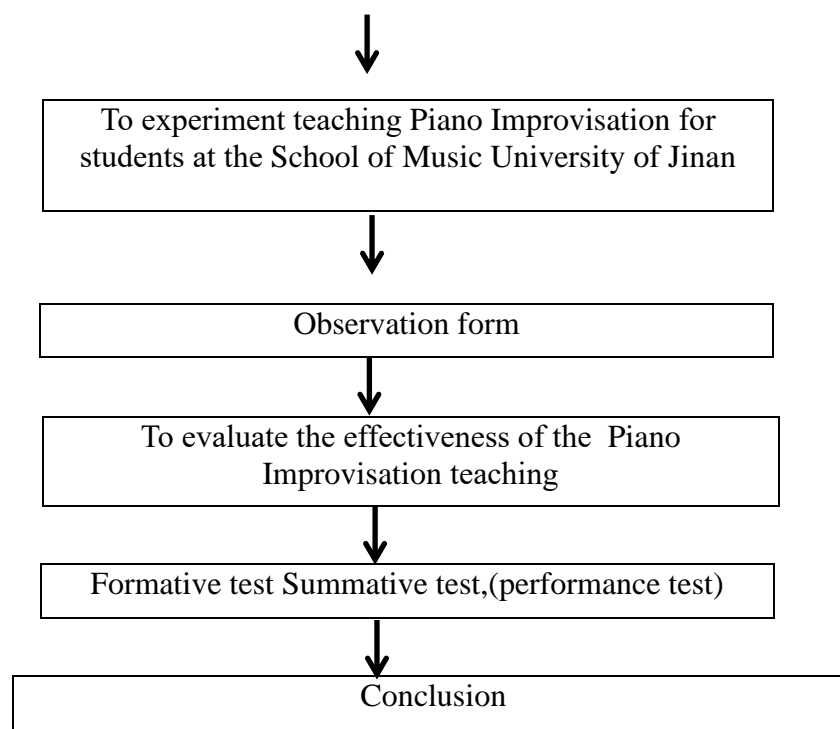 To experiment teaching Piano Improvisation for
students at the School of Music University of Jinan
Observation form
To evaluate the effectiveness of the  Piano
Improvisation teaching
Formative test Summative test,(performance test)
Conclusion